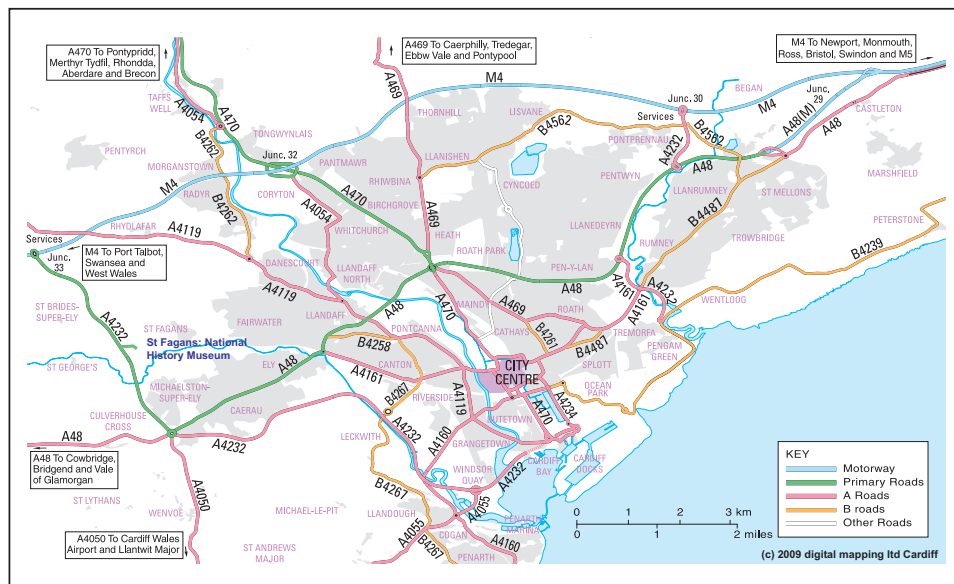 A470 To Pontypridd,
Merthyr Tydfil, Rhondda,
Aberdare and Brecon
A469 To Caerphilly, Tredegar,
Ebbw Vale and Pontypool
M4 To Newport, Monmouth,
Ross, Bristol, Swindon and M5
TAFFS
WELL
A4054
A470
A469
M4
Junc. 30
Services
BEGAN
M4
Junc.
29
A48(M)
A48
CASTLETON
THORNHILL
LISVANE
B4562
PONTPRENNAU
B4562
A4232
TONGWYNLAIS
B4262
PENTYRCH
MORGANSTOWN
Junc. 32
PANTMAWR
LLANISHEN
CYNCOED
PENTWYN
A48
MARSHFIELD
M4
RADYR
CORYTON
A470
RHIWBINA
BIRCHGROVE
LLANRUMNEY
ST MELLONS
B4487
B4262
A4054
WHITCHURCH
A469
HEATH
ROATH PARK
LLANEDEYRN
RUMNEY
TROWBRIDGE
PETERSTONE
B4239
RHYDLAFAR
A4119
Services
Junc.
33
M4 To Port Talbot,
Swansea and
West Wales
DANESCOURT
LLANDAFF
NORTH
PEN-Y-LAN
A48
A4161
A4232
A4161
WENTLOOG
A4119
A48
MAINDY
A470
A469
ROATH
ST BRIDES-
SUPER-ELY
A4232
ST FAGANS
FAIRWATER
LLANDAFF
PONTCANNA
CATHAYS
B4261
TREMORFA
PENGAM
GREEN
St Fagans: National
History Museum
B4258
B4487
SPLOTT
ST GEORGE'S
ELY
A48
A4161
CANTON
CITY
CENTRE
OCEAN
PARK
MICHAELSTON-
SUPER-ELY
B4267
RIVERSIDE
A4119
CULVERHOUSE
CROSS
CAERAU
BUTETOWN
A470
A4234
A48
A4232
LECKWITH
A4232
A4160
GRANGETOWN
A48 To Cowbridge,
Bridgend and Vale
of Glamorgan
A4050
WINDSOR
QUAY
CARDIFF
BAY
CARDIFF
DOCKS
A4232
ST LYTHANS
WENVOE
B4267
MICHAEL-LE-PIT
LLANDOUGH
A4055
A4055
PENARTH
MARINA
COGAN
A4050 To Cardiff Wales
Airport and Llantwit Major
ST ANDREWS
MAJOR
B4267
PENARTH
A4160
0 1 2 3 km
0 1 2 miles
KEY
Motorway
Primary Roads
A Roads
B roads
Other Roads
(c) 2009 digital mapping ltd Cardiff